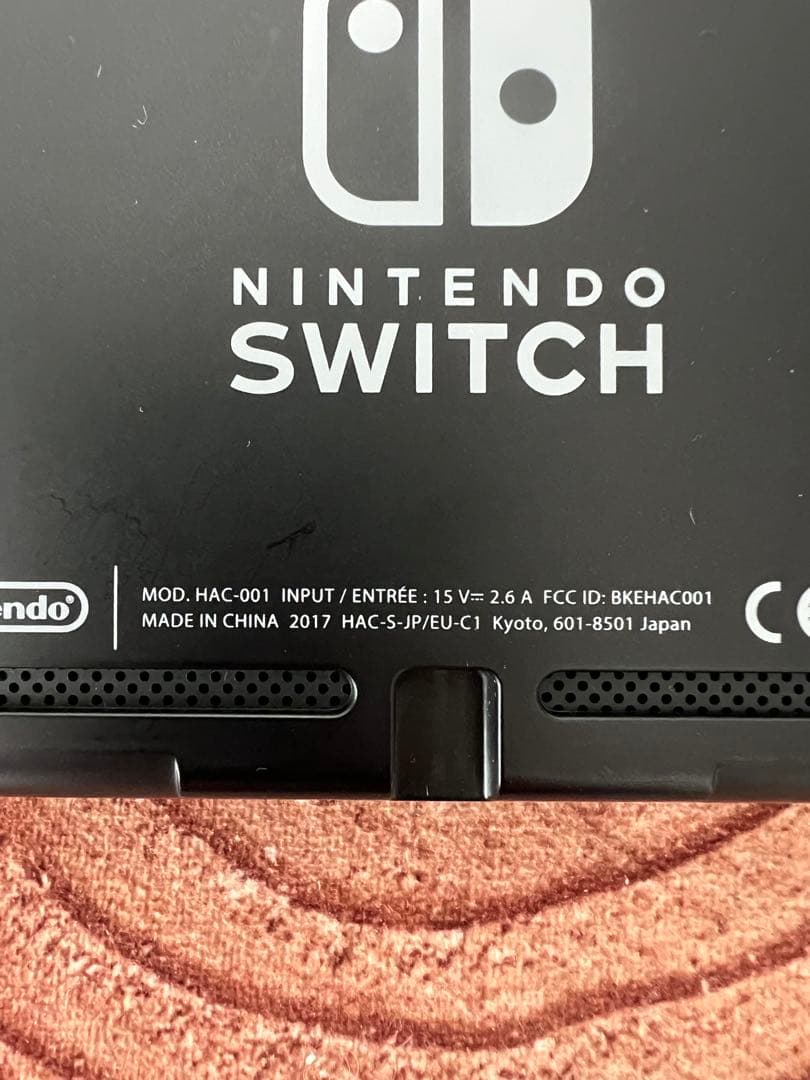 NINTENDO
SWITCH
endo®
MOD. HAC-001 INPUT / ENTRÉE : 15 V⎓ 2.6 A FCC ID: BKEHAC001
MADE IN CHINA 2017 HAC-S-JP/EU-C1 Kyoto, 601-8501 Japan
CE